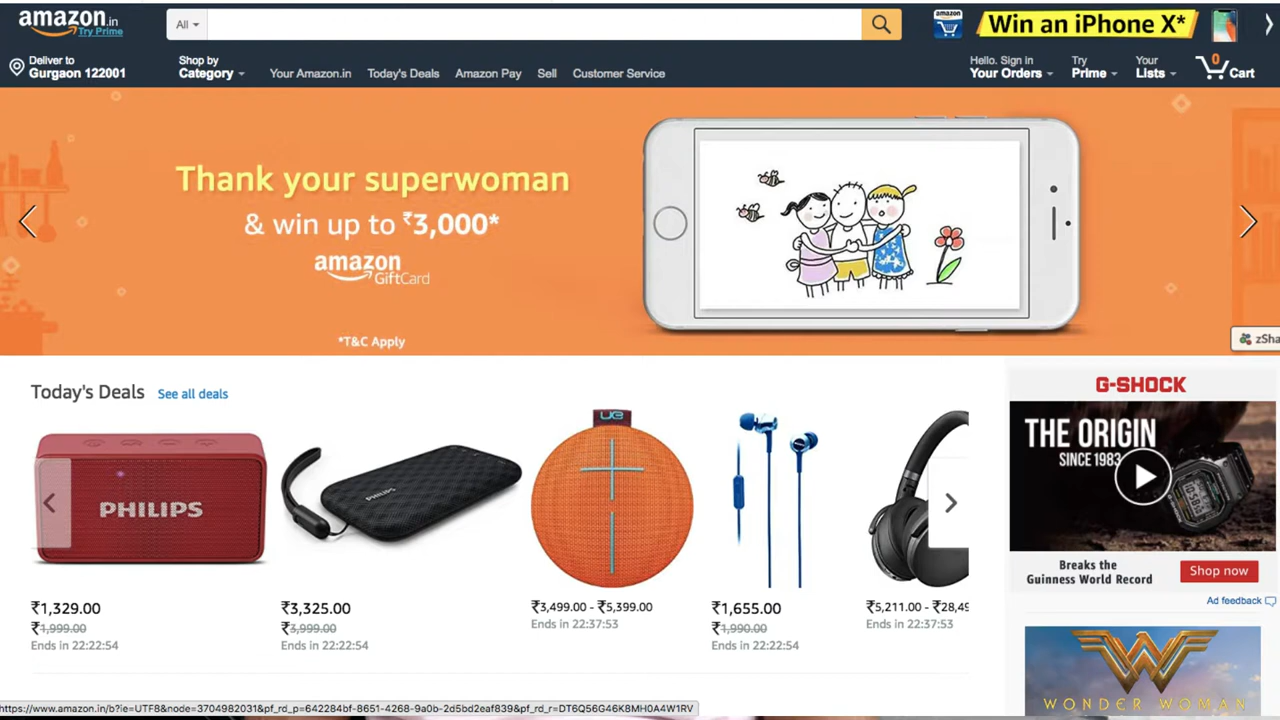 amazon.in
Try Prime
All
amazon
Win an iPhone X*
Deliver to
Gurgaon 122001
Shop by
Category
Your Amazon.in
Today's Deals
Amazon Pay
Sell
Customer Service
Hello. Sign in
Your Orders
Try
Prime
Your
Lists
0
Cart
Thank your superwoman
& win up to ₹3,000*
amazon
GiftCard
*T&C Apply
zSha
Today's Deals
See all deals
PHILIPS
PHILIPS
UE
₹1,329.00
₹1,999.00
Ends in 22:22:54
₹3,325.00
₹3,999.00
Ends in 22:22:54
₹3,499.00 - ₹5,399.00
Ends in 22:37:53
₹1,655.00
₹1,990.00
Ends in 22:22:54
₹5,211.00 - ₹28,49
Ends in 22:37:53
G-SHOCK
THE ORIGIN
SINCE 1983
Breaks the
Guinness World Record
Shop now
Ad feedback
WONDER WOMAN
https://www.amazon.in/b?ie=UTF8&node=3704982031&pf_rd_p=642284bf-8651-4268-9a0b-2d5bd2eaf839&pf_rd_r=DT6Q56G46K8MH0A4W1RV